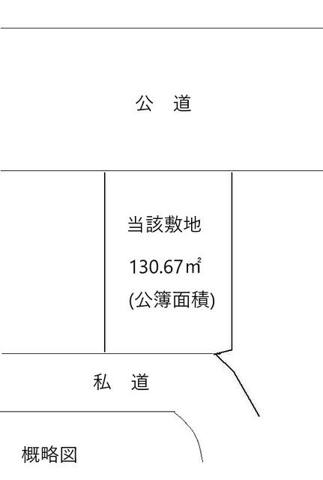 公 道
当該敷地
130.67㎡
(公簿面積)
私 道
概略図